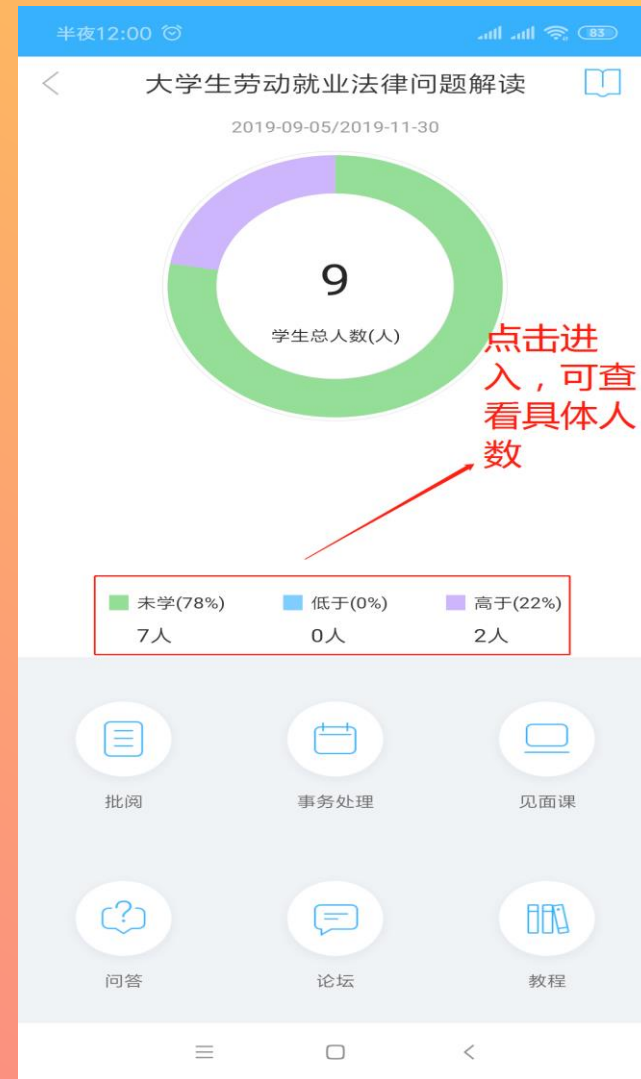 半夜12:00
83
大学生劳动就业法律问题解读
2019-09-05/2019-11-30
9
学生总人数(人)
点击进
入，可查
看具体人
数
未学(78%) 低于(0%) 高于(22%)
7人 0人 2人
批阅 事务处理 见面课
问答 论坛 教程